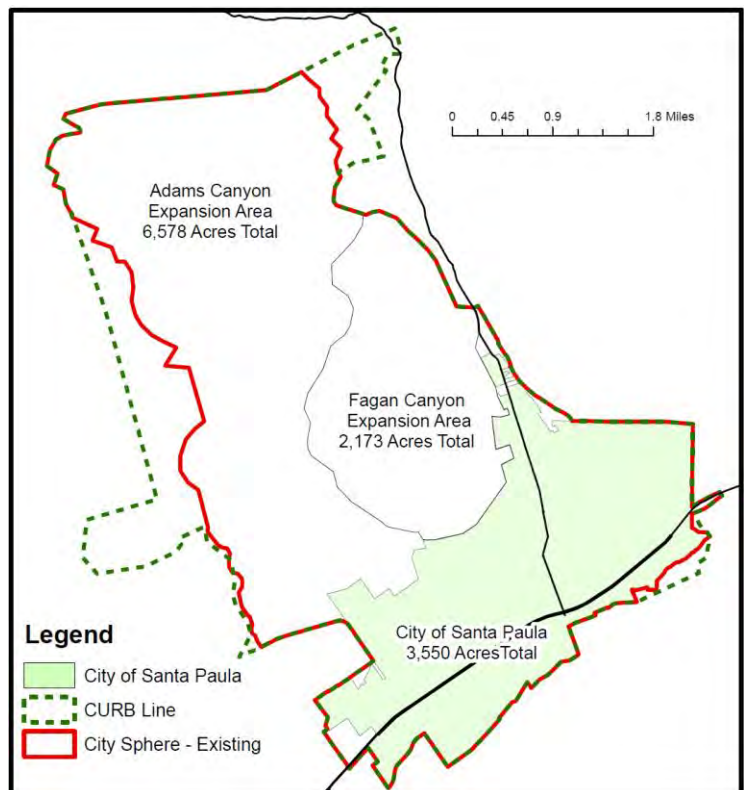 0 0.45 0.9 1.8 Miles
Adams Canyon
Expansion Area
6,578 Acres Total
Fagan Canyon
Expansion Area
2,173 Acres Total
City of Santa Paula
3,550 AcresTotal
Legend
City of Santa Paula
CURB Line
City Sphere - Existing